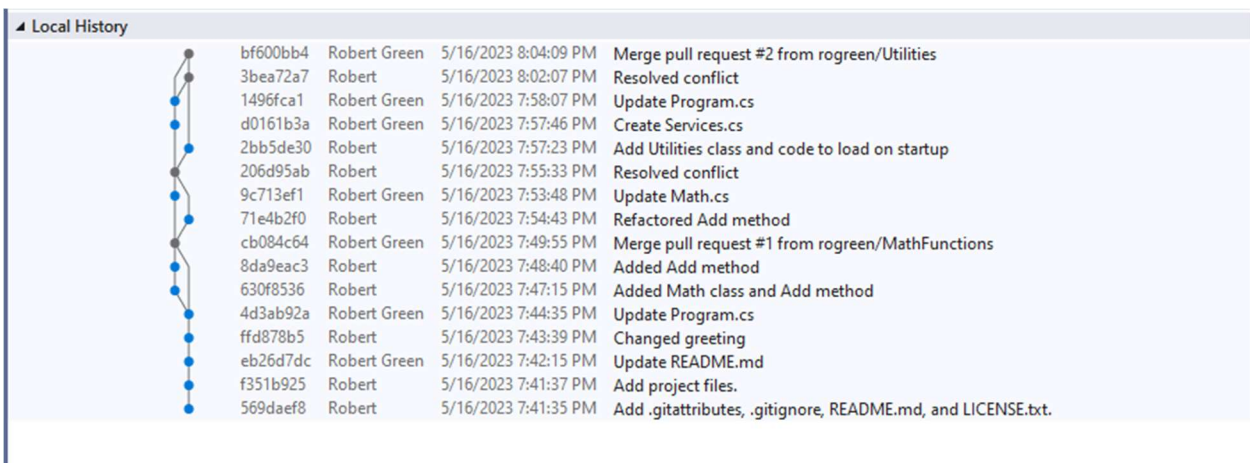 Local History
bf600bb4 Robert Green 5/16/2023 8:04:09 PM Merge pull request #2 from rogreen/Utilities
3bea72a7 Robert 5/16/2023 8:02:07 PM Resolved conflict
1496fca1 Robert Green 5/16/2023 7:58:07 PM Update Program.cs
d0161b3a Robert Green 5/16/2023 7:57:46 PM Create Services.cs
2bb5de30 Robert 5/16/2023 7:57:23 PM Add Utilities class and code to load on startup
206d95ab Robert 5/16/2023 7:55:33 PM Resolved conflict
9c713ef1 Robert Green 5/16/2023 7:53:48 PM Update Math.cs
71e4b2f0 Robert 5/16/2023 7:54:43 PM Refactored Add method
cb084c64 Robert Green 5/16/2023 7:49:55 PM Merge pull request #1 from rogreen/MathFunctions
8da9eac3 Robert 5/16/2023 7:48:40 PM Added Add method
630f8536 Robert 5/16/2023 7:47:15 PM Added Math class and Add method
4d3ab92a Robert Green 5/16/2023 7:44:35 PM Update Program.cs
ffd878b5 Robert 5/16/2023 7:43:39 PM Changed greeting
eb26d7dc Robert Green 5/16/2023 7:42:15 PM Update README.md
f351b925 Robert 5/16/2023 7:41:37 PM Add project files.
569daef8 Robert 5/16/2023 7:41:35 PM Add .gitattributes, .gitignore, README.md, and LICENSE.txt.